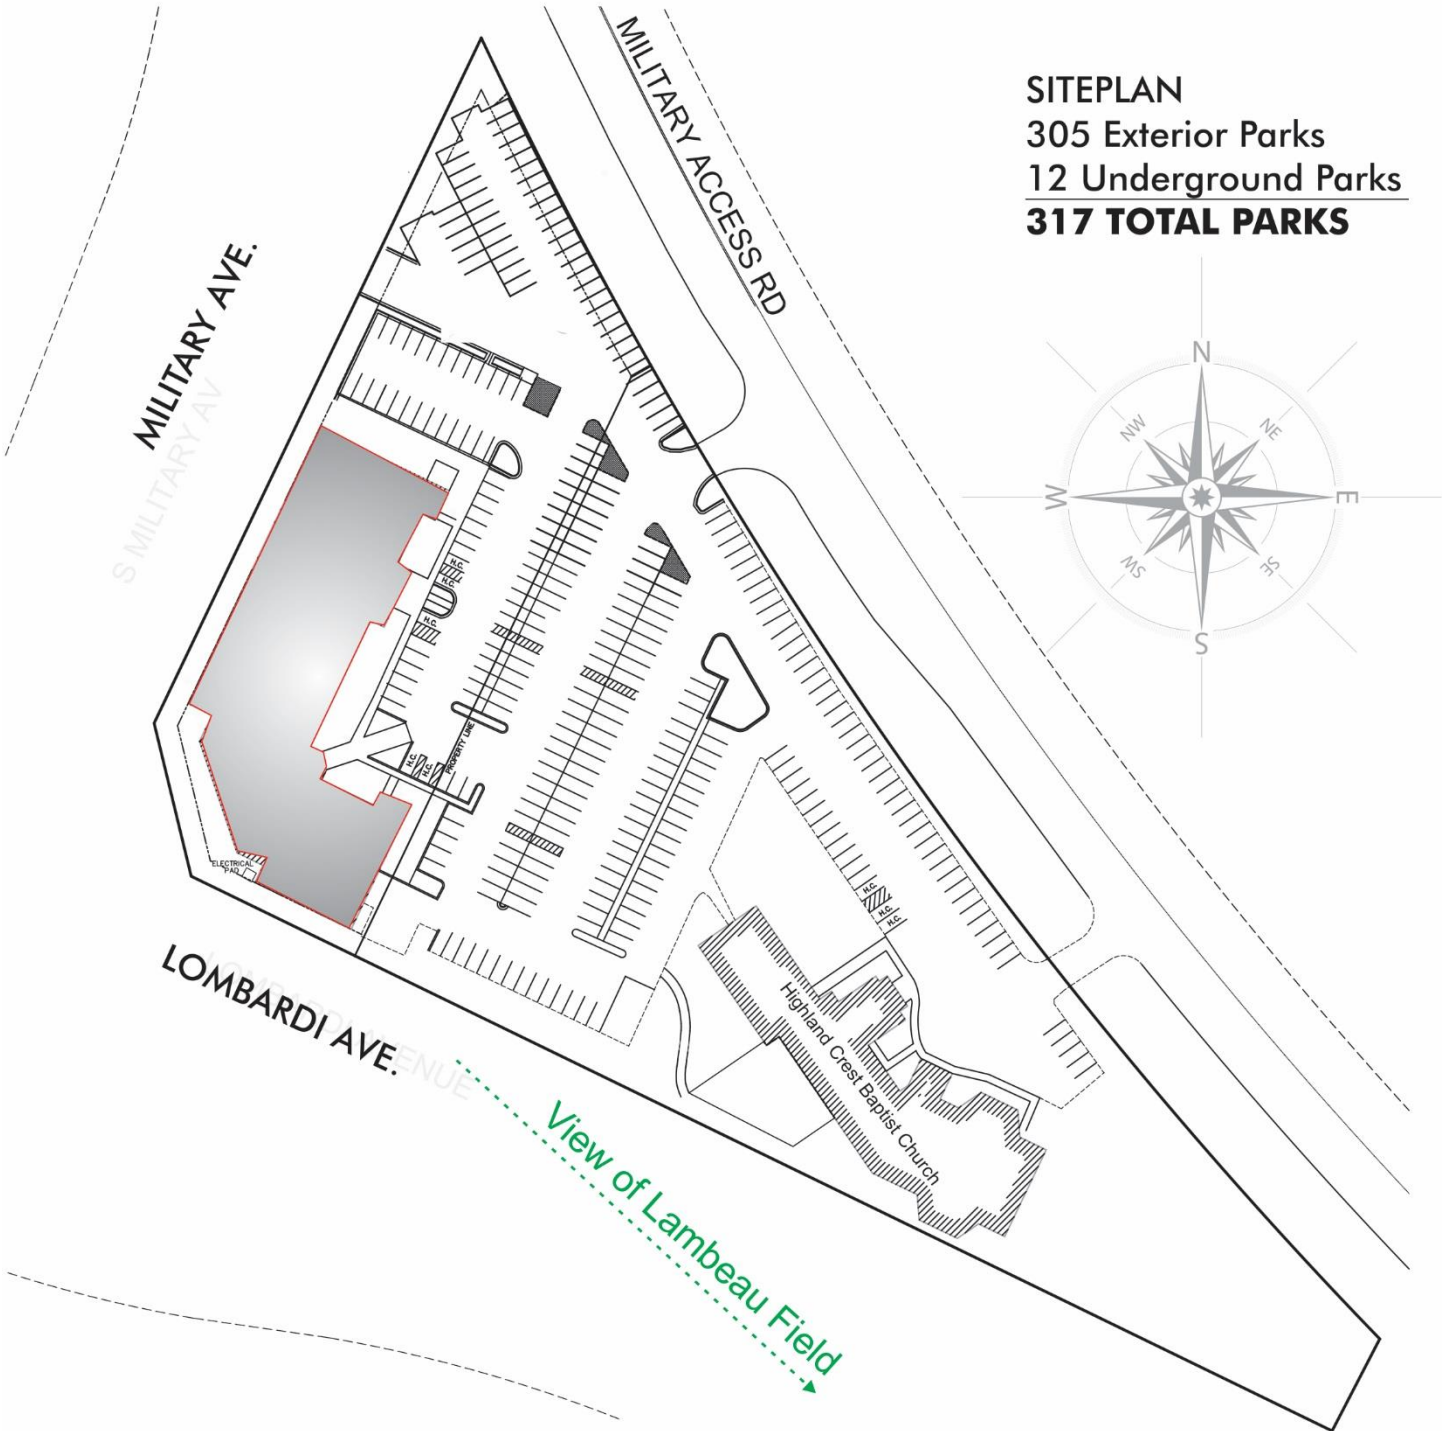 SITEPLAN
305 Exterior Parks
12 Underground Parks
317 TOTAL PARKS
MILITARY ACCESS RD
MILITARY AVE.
S MILITARY AV
N
NE
E
SE
S
SW
W
NW
H.C.
H.C.
H.C.
H.C.
H.C.
PROPERTY LINE
ELECTRICAL
PAD
H.C.
H.C.
H.C.
LOMBARDI AVE.
LOMBARDI AVENUE
Highland Crest Baptist Church
View of Lambeau Field